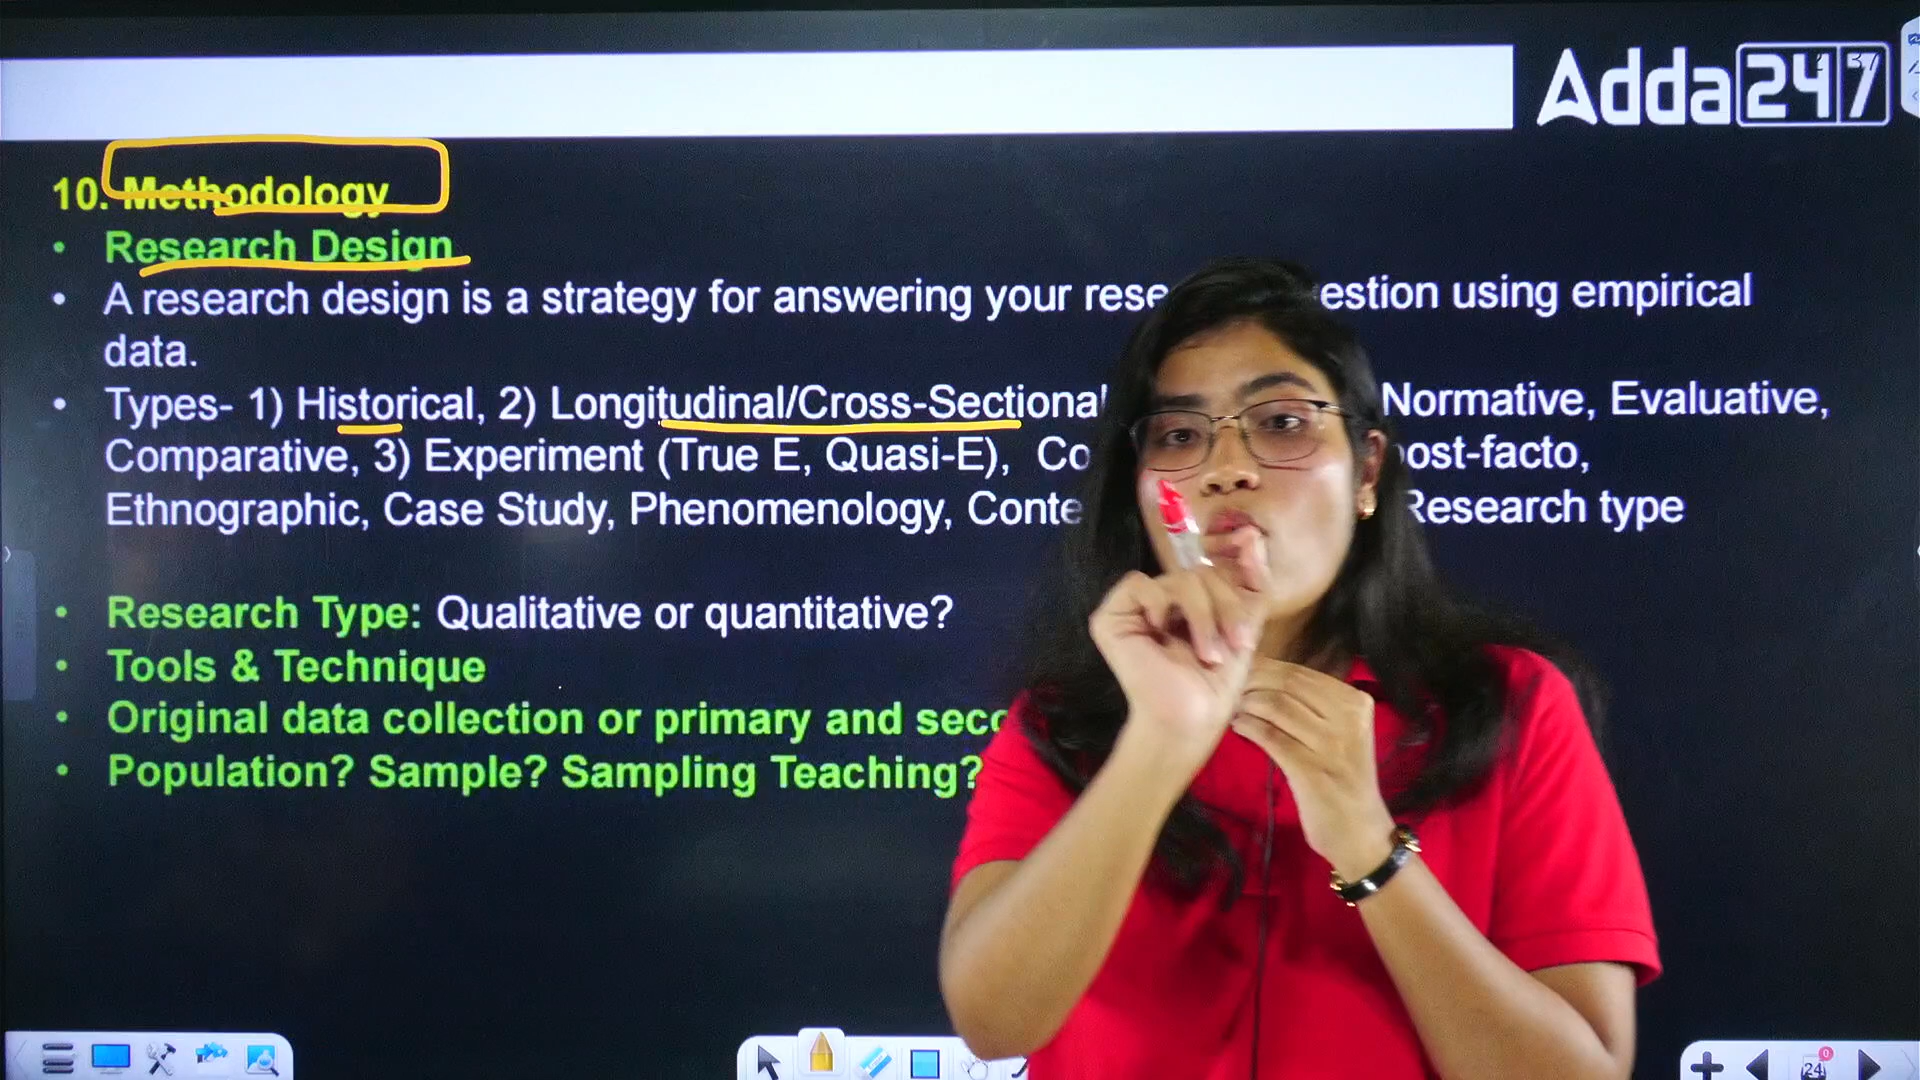 Adda247
10. Methodology
• Research Design
• A research design is a strategy for answering your rese estion using empirical
data.
• Types- 1) Historical, 2) Longitudinal/Cross-Sectional Normative, Evaluative,
Comparative, 3) Experiment (True E, Quasi-E), Co ost-facto,
Ethnographic, Case Study, Phenomenology, Conte Research type
• Research Type: Qualitative or quantitative?
• Tools & Technique
• Original data collection or primary and seco
• Population? Sample? Sampling Teaching?
24
0